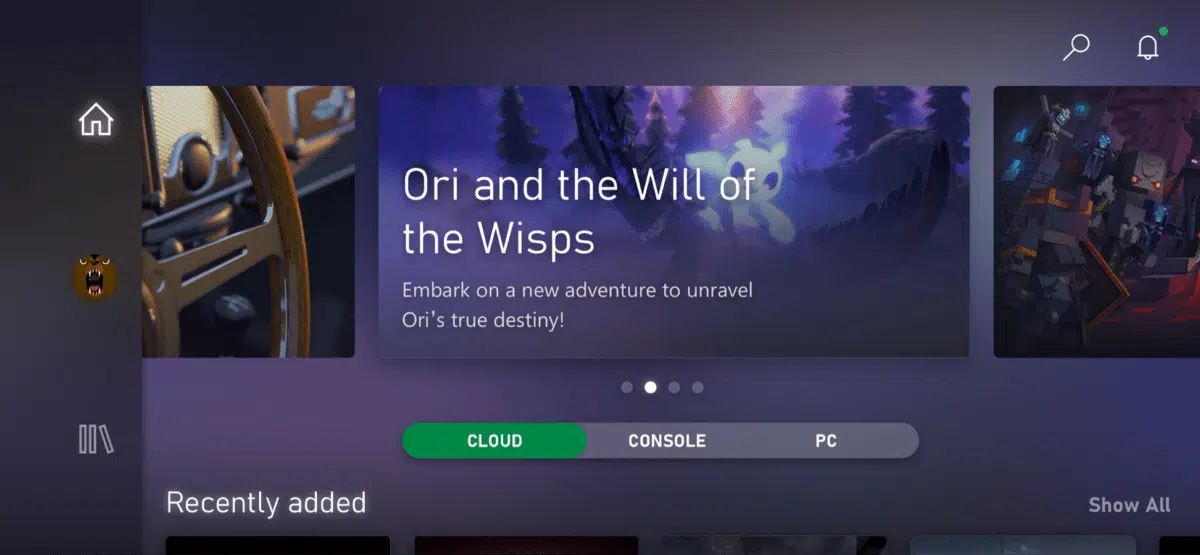 Ori and the Will of
the Wisps
Embark on a new adventure to unravel
Ori's true destiny!
CLOUD CONSOLE PC
Recently added Show All